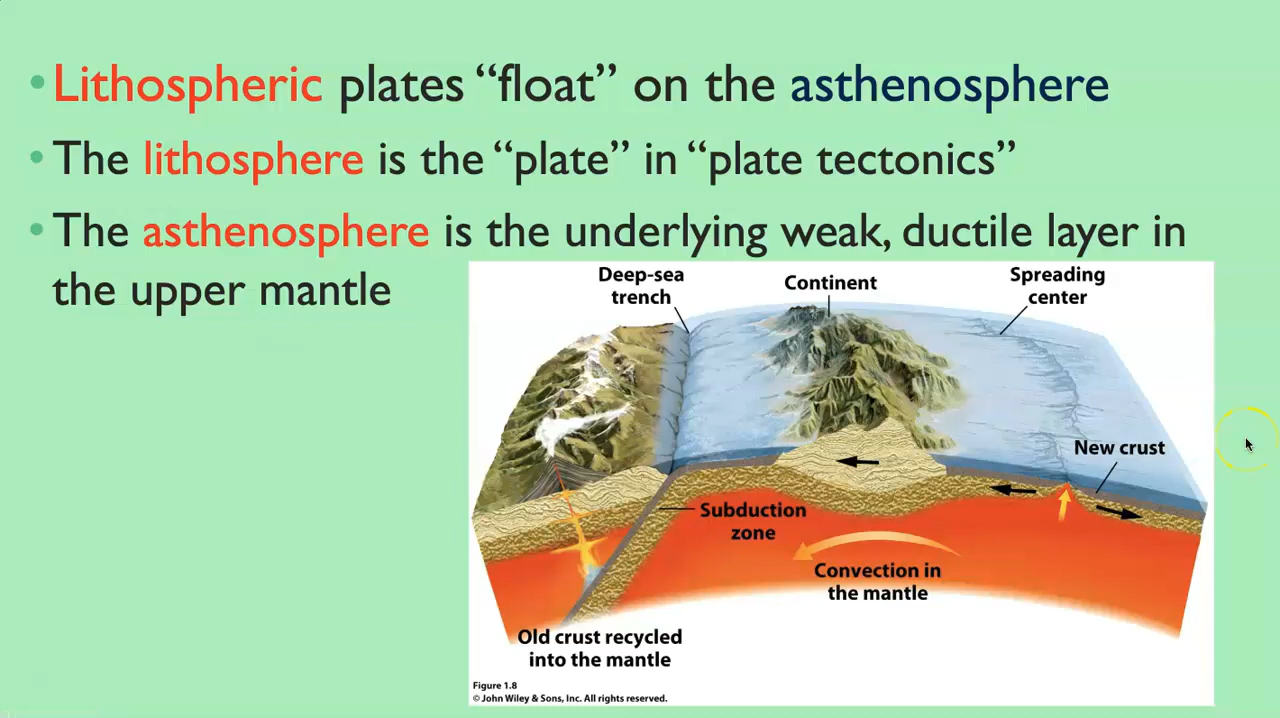 • Lithospheric plates “float” on the asthenosphere
• The lithosphere is the “plate” in “plate tectonics”
• The asthenosphere is the underlying weak, ductile layer in
the upper mantle
Deep-sea
trench
Continent
Spreading
center
New crust
Subduction
zone
Convection in
the mantle
Old crust recycled
into the mantle
Figure 1.8
© John Wiley & Sons, Inc. All rights reserved.